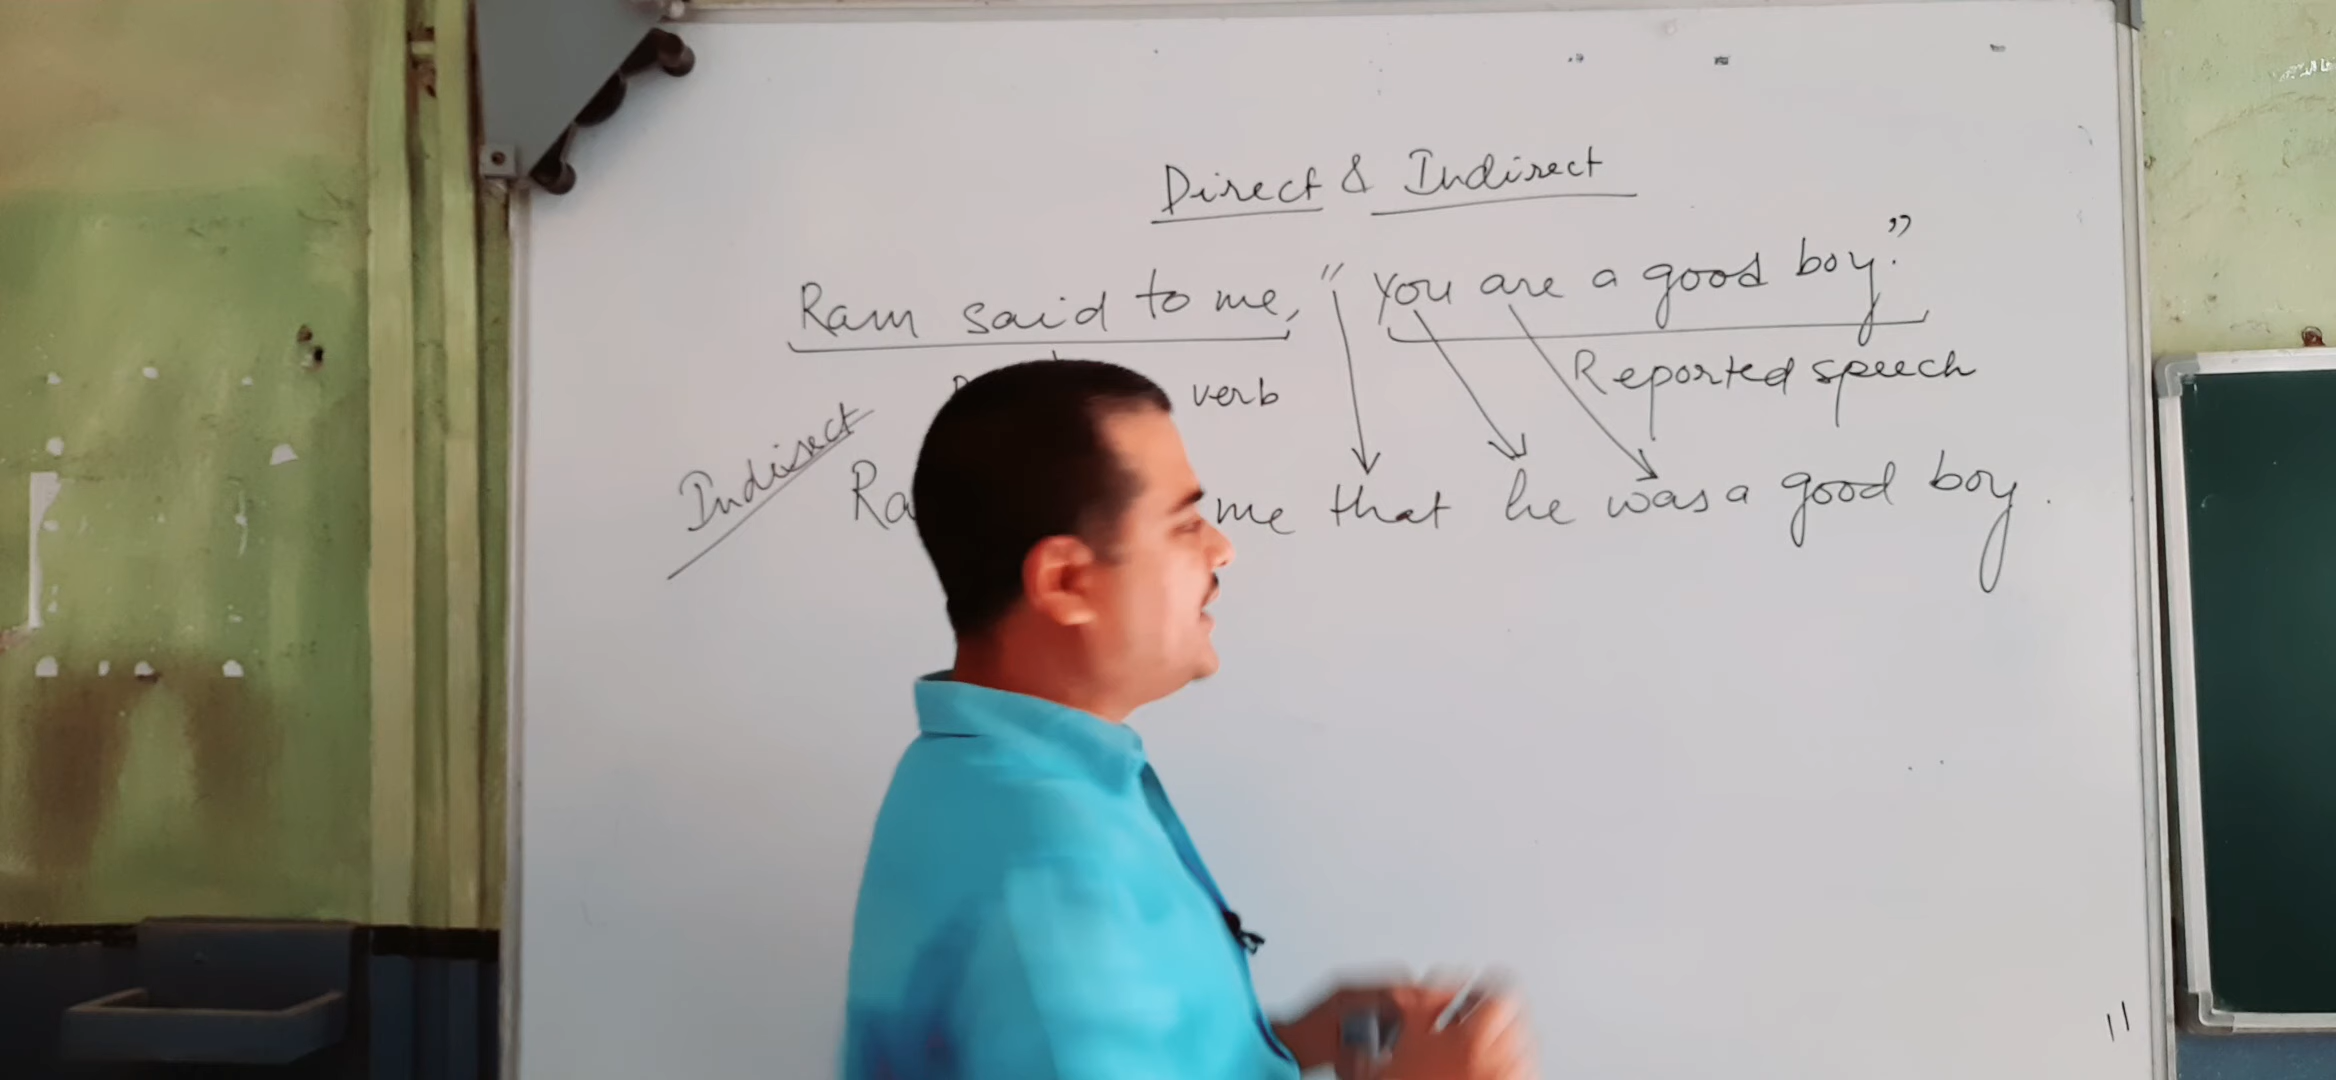 Direct & Indirect
Ram said to me, " You are a good boy."
verb
Reported speech
Indirect
me that he was a good boy.